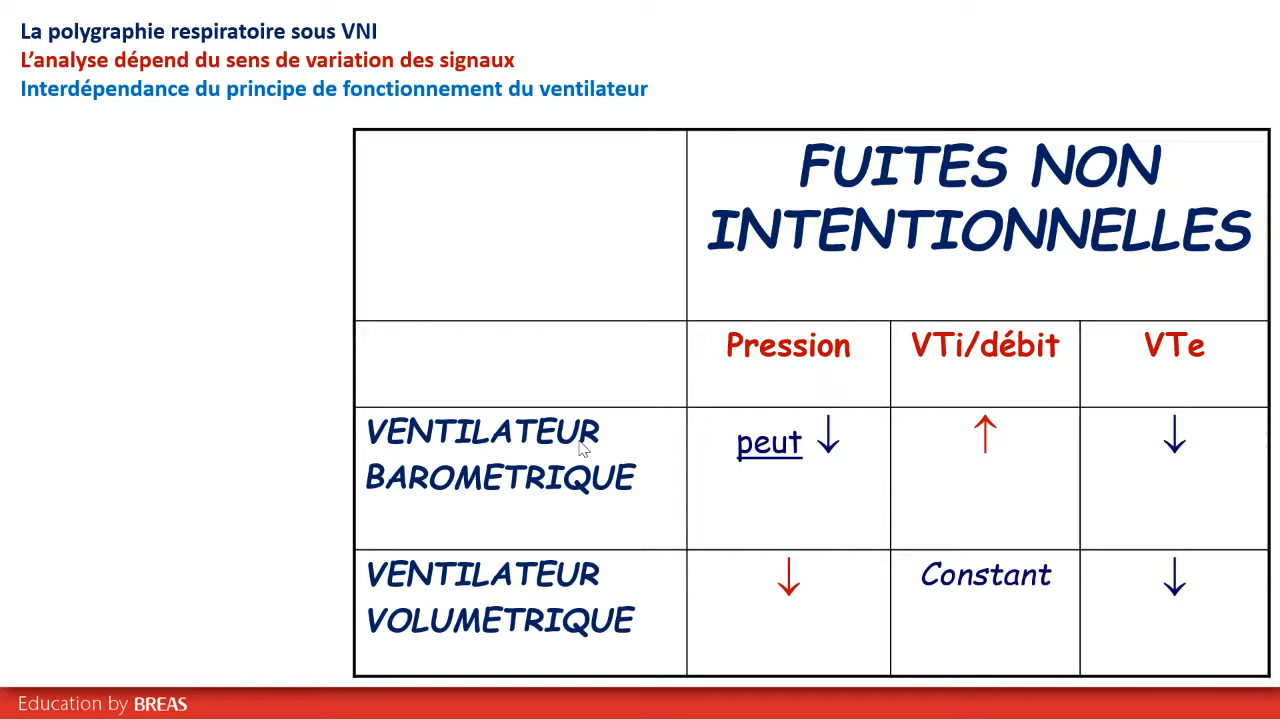 La polygraphie respiratoire sous VNI
L’analyse dépend du sens de variation des signaux
Interdépendance du principe de fonctionnement du ventilateur
FUITES NON
INTENTIONNELLES
Pression VTi/débit VTe
VENTILATEUR
BAROMETRIQUE
peut ↓ ↑ ↓
VENTILATEUR
VOLUMETRIQUE
↓ Constant ↓
Education by BREAS